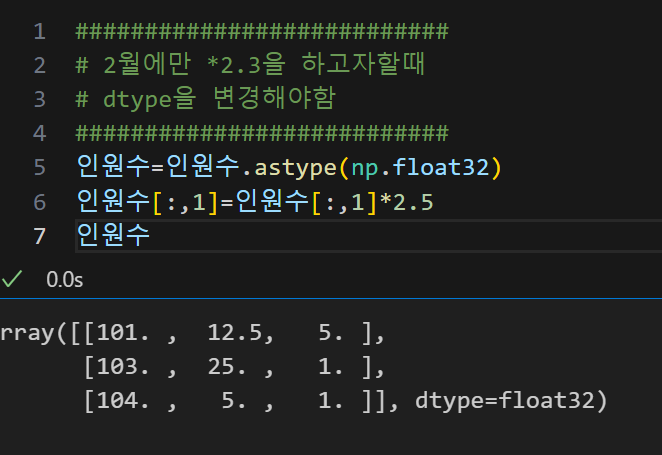 1 ###########################
2 # 2월에만 *2.3을 하고자할때
3 # dtype을 변경해야함
4 ###########################
5 인원수=인원수.astype(np.float32)
6 인원수[:,1]=인원수[:,1]*2.5
7 인원수
0.0s
rray([[101. ,  12.5,   5. ],
[103. ,  25. ,   1. ],
[104. ,   5. ,   1. ]], dtype=float32)